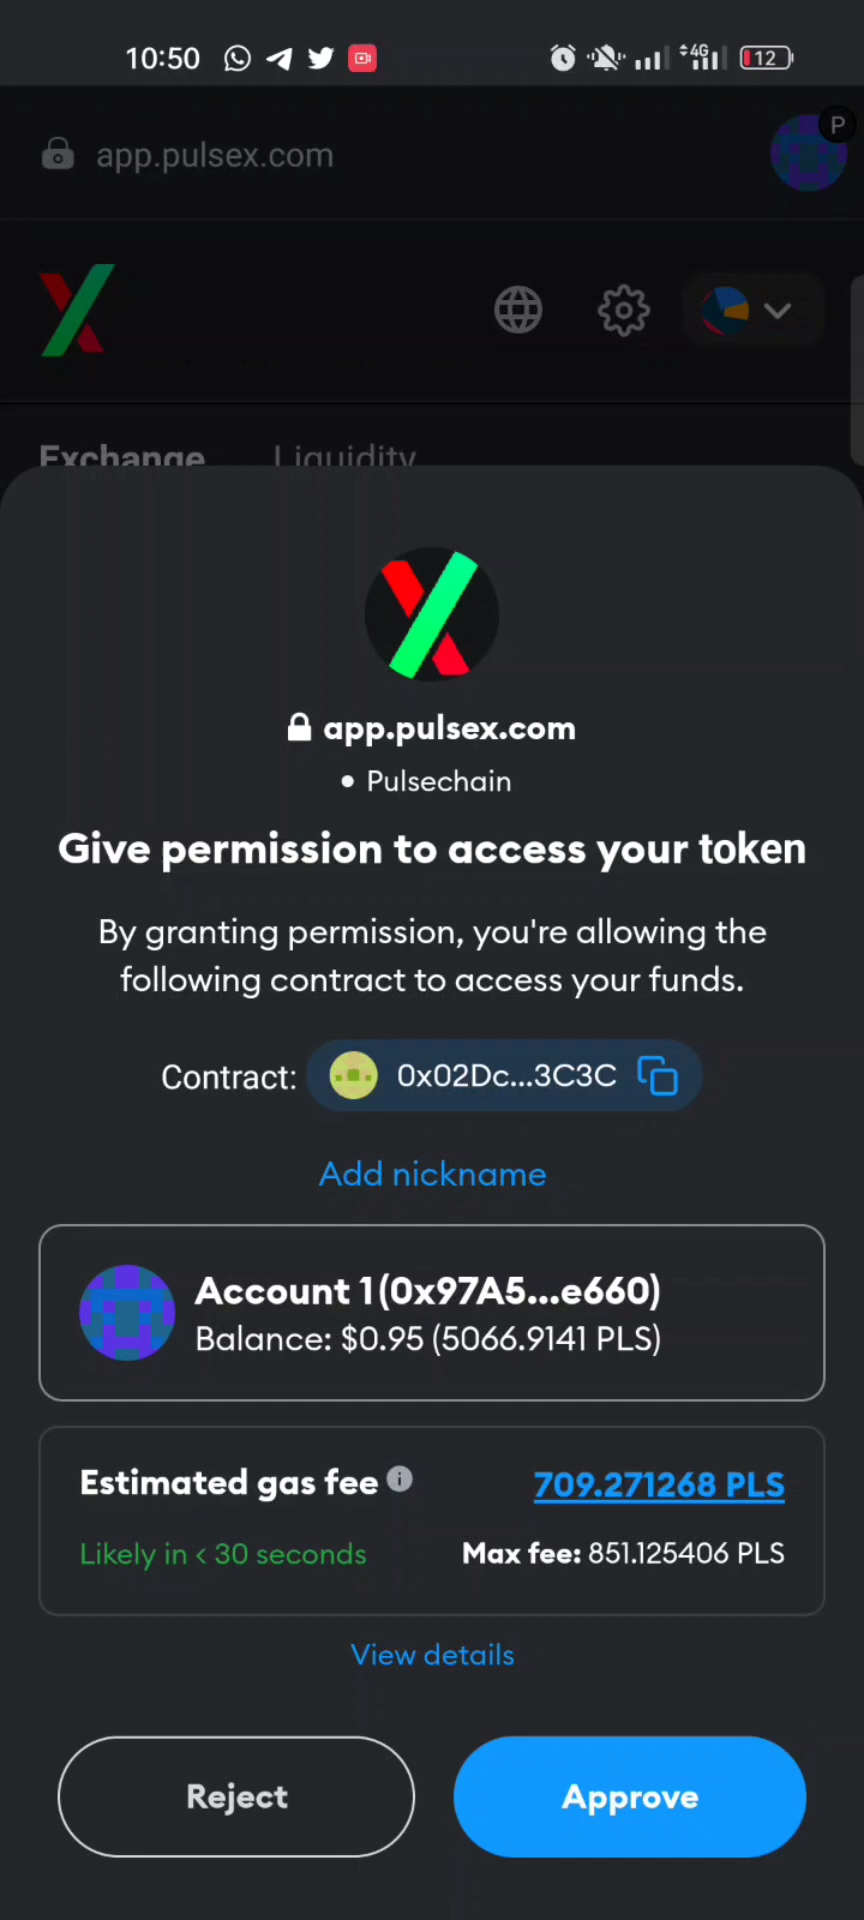 10:50
4G
12
app.pulsex.com
P
Exchange
Liquidity
app.pulsex.com
• Pulsechain
Give permission to access your token
By granting permission, you're allowing the
following contract to access your funds.
Contract: 0x02Dc...3C3C
Add nickname
Account 1(0x97A5...e660)
Balance: $0.95 (5066.9141 PLS)
Estimated gas fee
709.271268 PLS
Likely in < 30 seconds
Max fee: 851.125406 PLS
View details
Reject
Approve